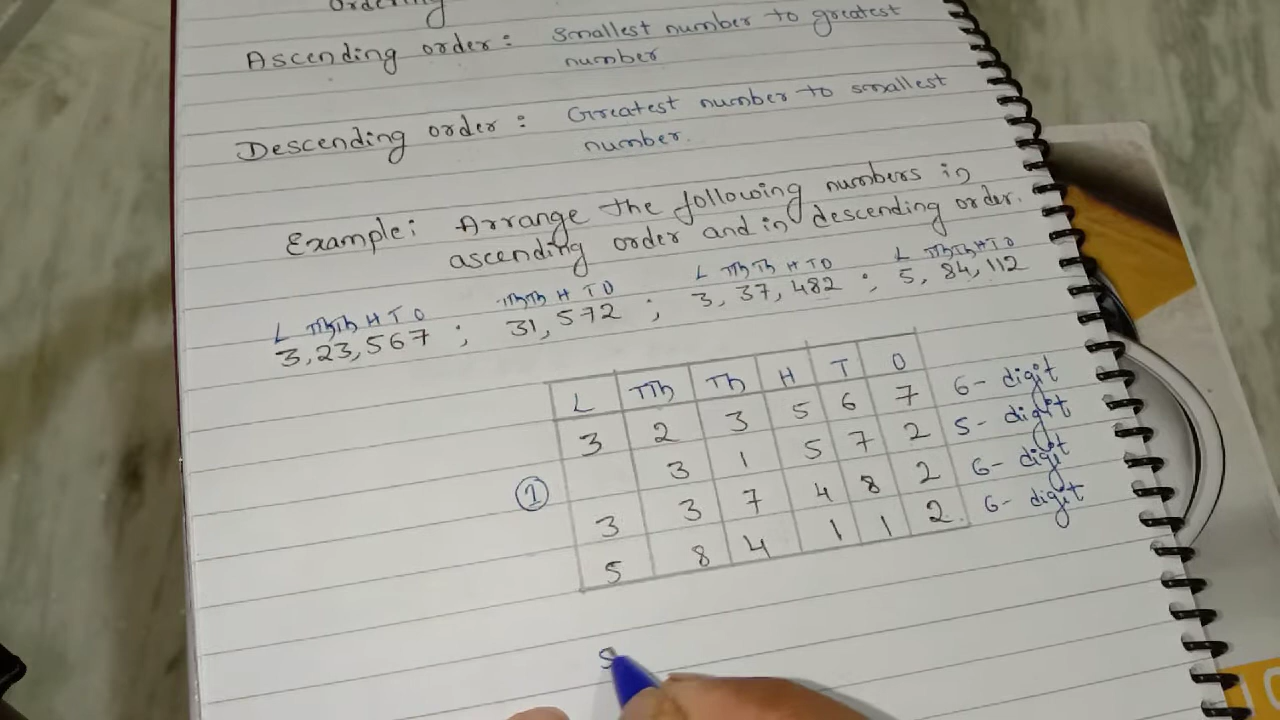 Ordering
Ascending order: Smallest number to greatest
number
Descending order: Greatest number to smallest
number.
Example: Arrange the following numbers in
ascending order and in descending order.
L TTh Th H T O TTh Th H T O L TTh Th H T O L TTh Th H T O
3,23,567 ; 31,572 ; 3,37,482 ; 5,84,112
L TTh Th H T O
3 2 3 5 6 7 6-digit
① 3 1 5 7 2 5-digit
3 3 7 4 8 2 6-digit
5 8 4 1 1 2 6-digit
S